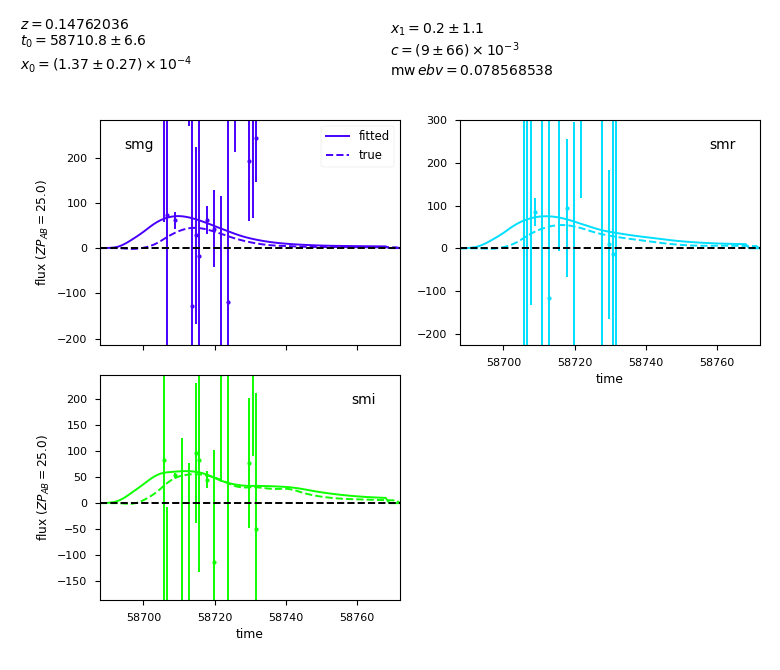 z = 0.14762036
t₀ = 58710.8 ± 6.6
x₀ = (1.37 ± 0.27) × 10⁻⁴
x₁ = 0.2 ± 1.1
c = (9 ± 66) × 10⁻³
mw ebv = 0.078568538
smg
fitted
true
200
100
0
−100
−200
flux (ZP_AB = 25.0)
smr
300
200
100
0
−100
−200
58700 58720 58740 58760
time
smi
200
150
100
50
0
−50
−100
−150
flux (ZP_AB = 25.0)
58700 58720 58740 58760
time